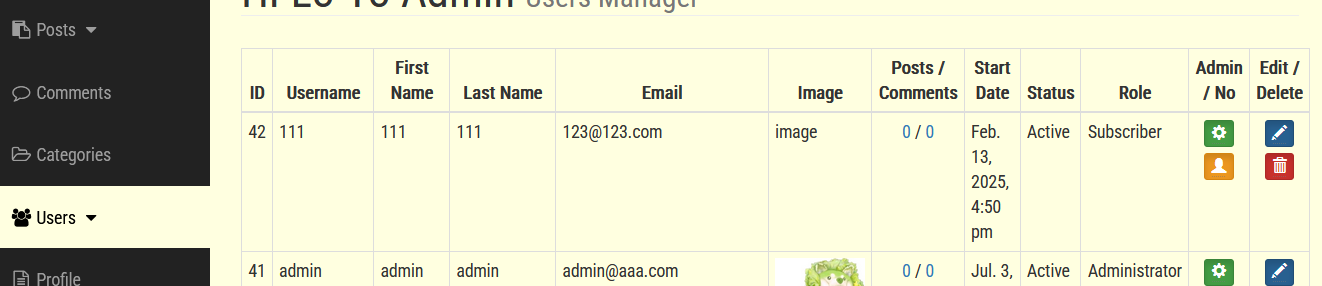 Admin Users Manager
Posts
Comments
Categories
Users
Profile
ID Username First Name Last Name Email Image Posts / Comments Start Date Status Role Admin / No Edit / Delete
42 111 111 111 123@123.com image 0 / 0 Feb. 13, 2025, 4:50 pm Active Subscriber
41 admin admin admin admin@aaa.com 0 / 0 Jul. 3, Active Administrator